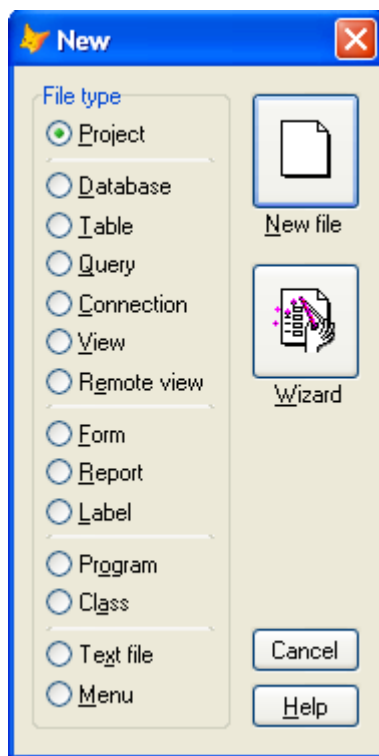 New
File type
Project
Database
Table
Query
Connection
View
Remote view
Form
Report
Label
Program
Class
Text file
Menu
New file
Wizard
Cancel
Help